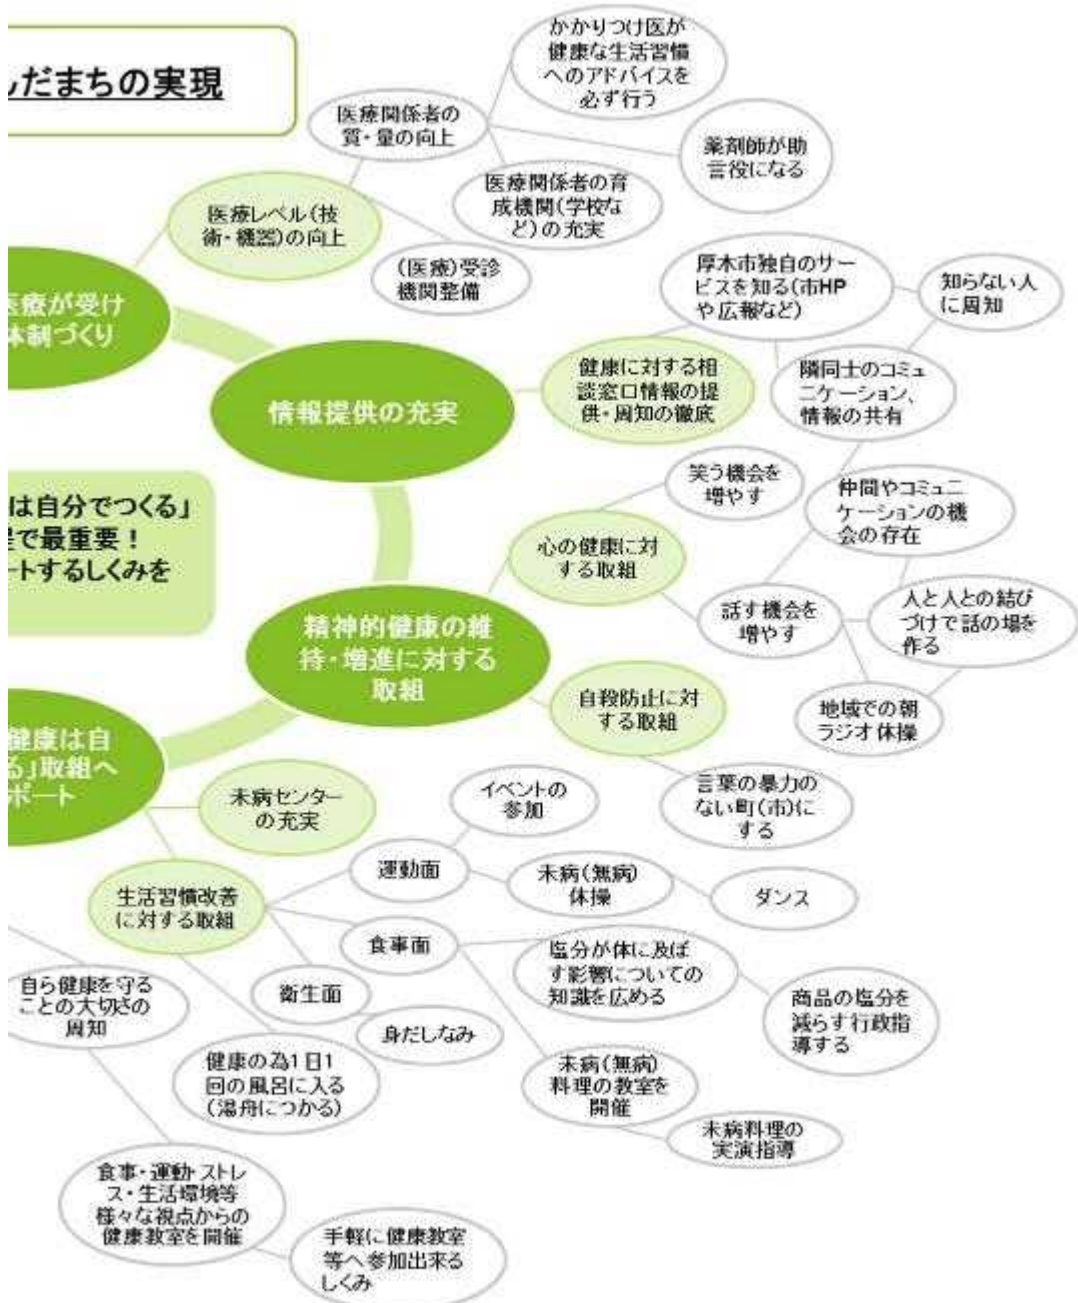 んだまちの実現
かかりつけ医が
健康な生活習慣
へのアドバイスを
必ず行う
医療関係者の
質・量の向上
薬剤師が助
言役になる
医療関係者の育
成機関(学校な
ど)の充実
医療レベル(技
術・機器)の向上
(医療)受診
機関整備
医療が受け
体制づくり
厚木市独自のサー
ビスを知る(市HP
や広報など)
知らない人
に周知
健康に対する相
談窓口情報の提
供・周知の徹底
隣同士のコミュ
ニケーション、
情報の共有
情報提供の充実
笑う機会を
増やす
仲間やコミュニ
ケーションの機
会の存在
は自分でつくる」
で最重要!
ートするしくみを
心の健康に対
する取組
話す機会を
増やす
人と人との結び
づけで話の場を
作る
精神的健康の維
持・増進に対する
取組
自殺防止に対
する取組
地域での朝
ラジオ体操
言葉の暴力の
ない町(市)に
する
健康は自
る」取組へ
ポート
未病センター
の充実
イベントの
参加
運動面
未病(無病)
体操
ダンス
生活習慣改善
に対する取組
食事面
塩分が体に及ぼ
す影響についての
知識を広める
商品の塩分を
減らす行政指
導する
衛生面
身だしなみ
自ら健康を守る
ことの大切さの
周知
健康の為1日1
回の風呂に入る
(湯舟につかる)
未病(無病)
料理の教室を
開催
未病料理の
実演指導
食事・運動・ストレ
ス・生活環境等
様々な視点からの
健康教室を開催
手軽に健康教室
等へ参加出来る
しくみ